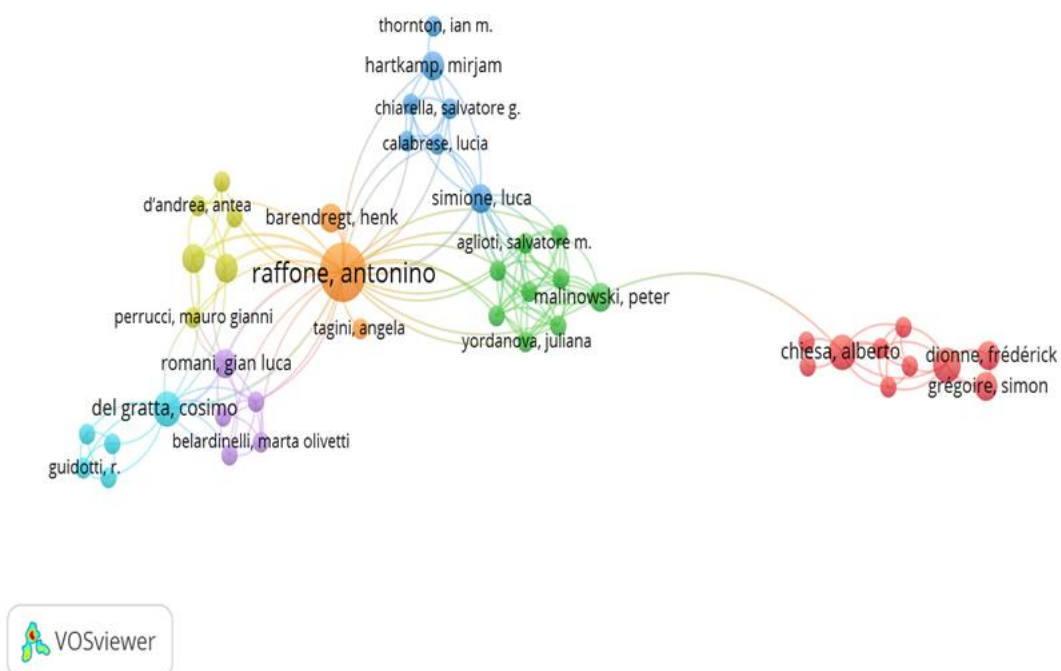 thornton, ian m.
hartkamp, mirjam
chiarella, salvatore g.
calabrese, lucia
simione, luca
d'andrea, antea
barendregt, henk
aglioti, salvatore m.
raffone, antonino
malinowski, peter
perrucci, mauro gianni
tagini, angela
yordanova, juliana
chiesa, alberto
dionne, frédérick
romani, gian luca
grégoire, simon
del gratta, cosimo
belardinelli, marta olivetti
guidotti, r.
VOSviewer